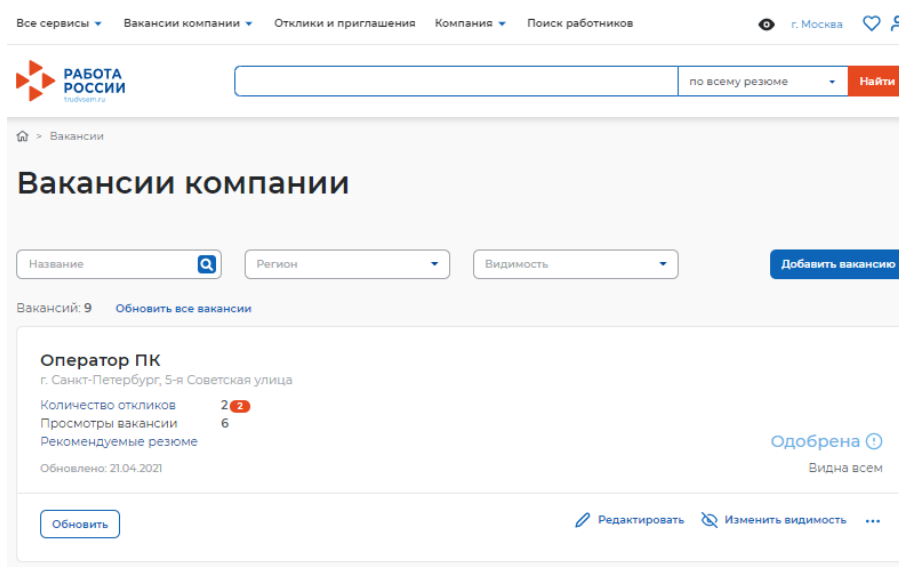 Все сервисы Вакансии компании Отклики и приглашения Компания Поиск работников г. Москва
РАБОТА РОССИИ
trudvsem.ru
по всему резюме Найти
> Вакансии
Вакансии компании
Название Регион Видимость Добавить вакансию
Вакансий: 9 Обновить все вакансии
Оператор ПК
г. Санкт-Петербург, 5-я Советская улица
Количество откликов 2 2
Просмотры вакансии 6
Рекомендуемые резюме
Одобрена
Обновлено: 21.04.2021 Видна всем
Обновить Редактировать Изменить видимость ...